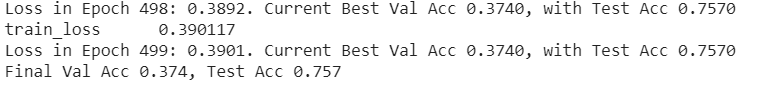 Loss in Epoch 498: 0.3892. Current Best Val Acc 0.3740, with Test Acc 0.7570
train_loss     0.390117
Loss in Epoch 499: 0.3901. Current Best Val Acc 0.3740, with Test Acc 0.7570
Final Val Acc 0.374, Test Acc 0.757